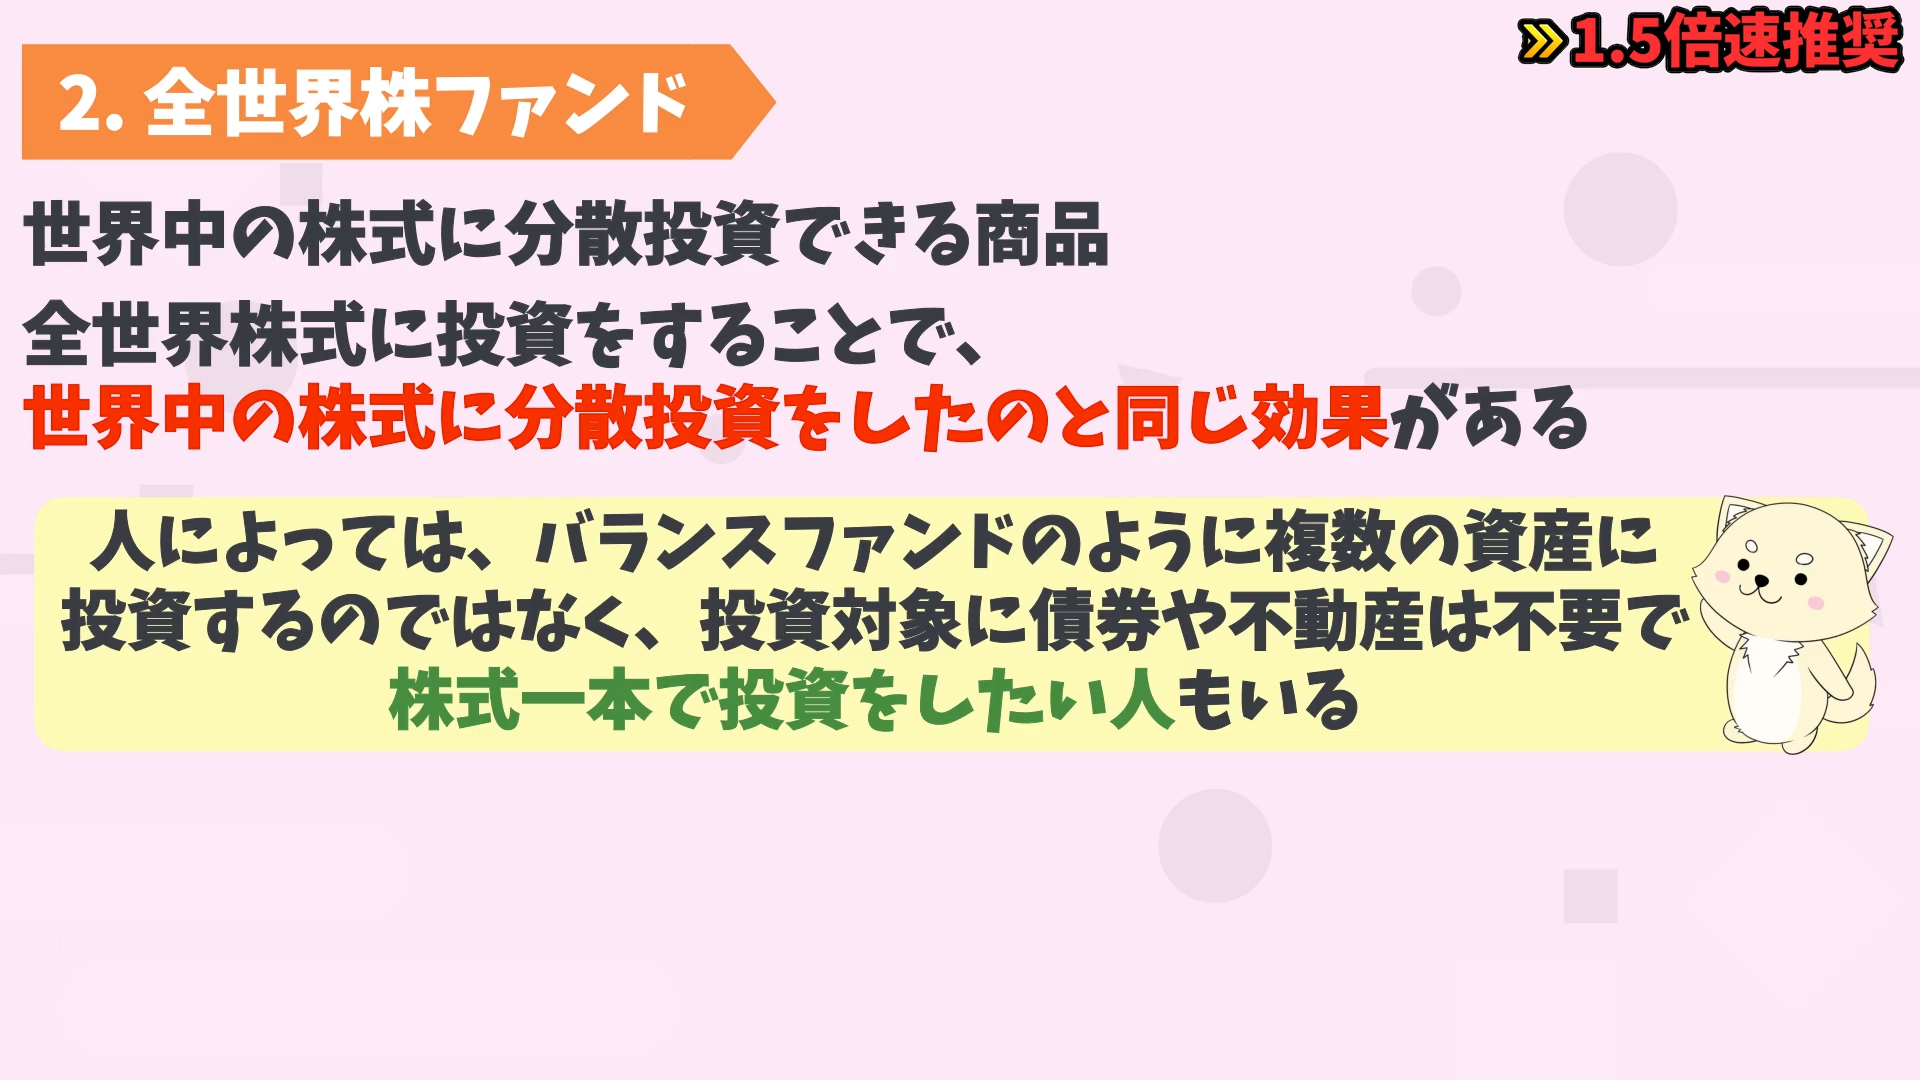 1.5倍速推奨
2. 全世界株ファンド
世界中の株式に分散投資できる商品
全世界株式に投資をすることで、
世界中の株式に分散投資をしたのと同じ効果がある
人によっては、バランスファンドのように複数の資産に
投資するのではなく、投資対象に債券や不動産は不要で
株式一本で投資をしたい人もいる